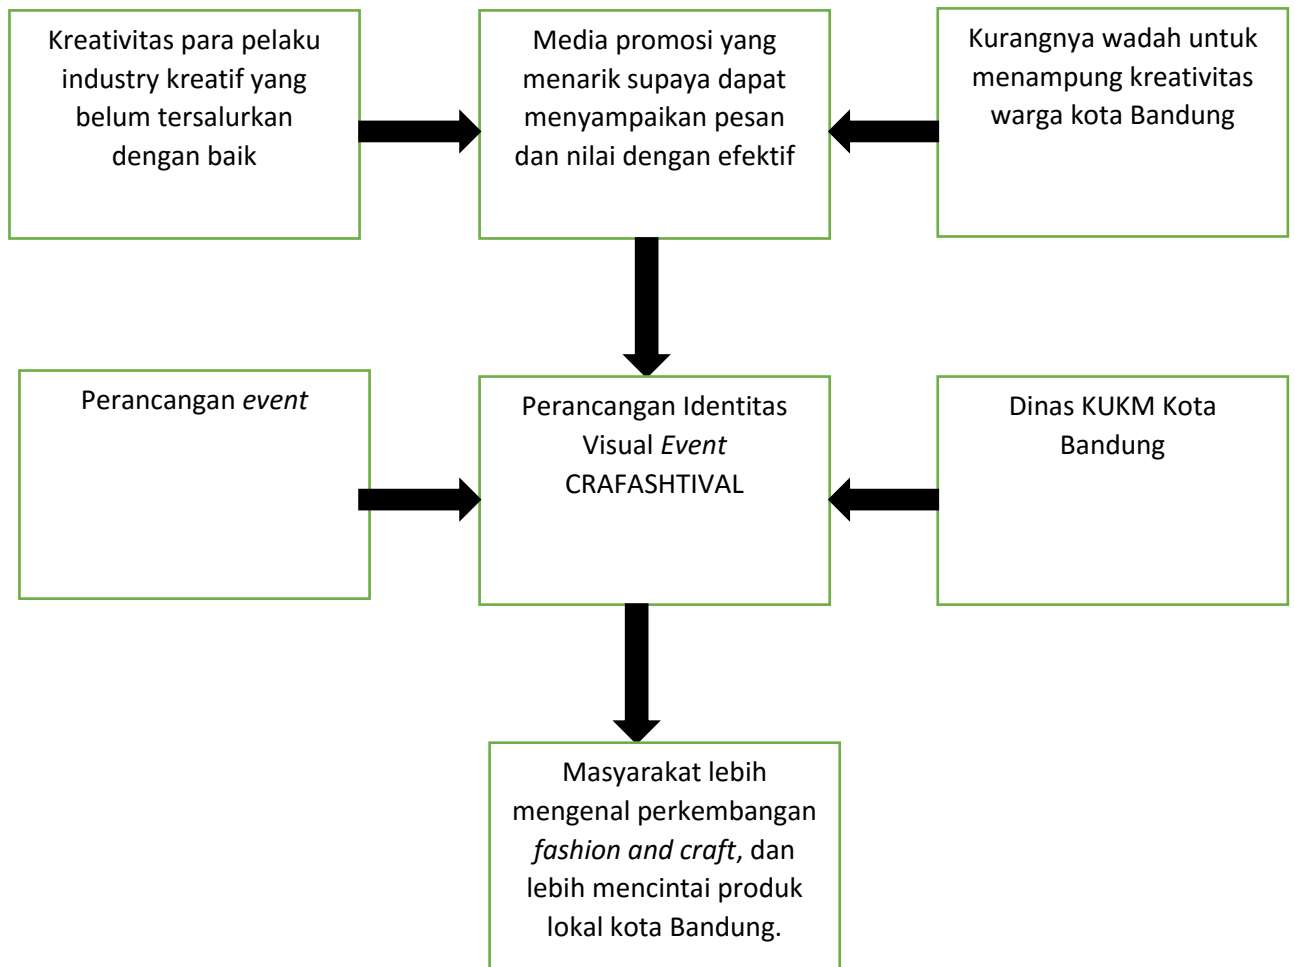 Kreativitas para pelaku
industry kreatif yang
belum tersalurkan
dengan baik
Media promosi yang
menarik supaya dapat
menyampaikan pesan
dan nilai dengan efektif
Kurangnya wadah untuk
menampung kreativitas
warga kota Bandung
Perancangan event
Perancangan Identitas
Visual Event
CRAFASHTIVAL
Dinas KUKM Kota
Bandung
Masyarakat lebih
mengenal perkembangan
fashion and craft, dan
lebih mencintai produk
lokal kota Bandung.